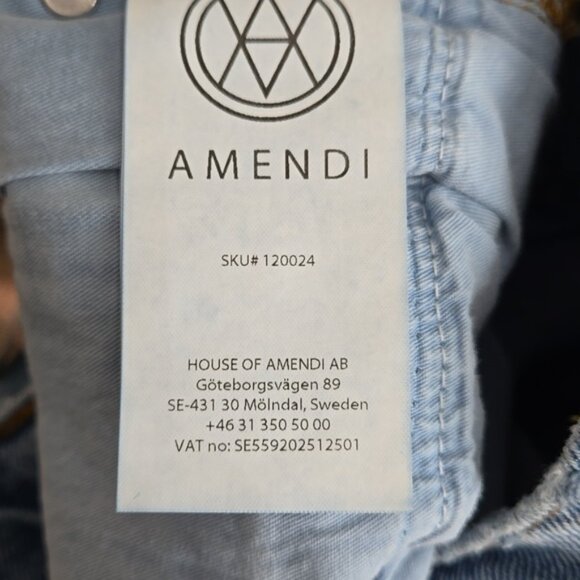 AMENDI
SKU# 120024
HOUSE OF AMENDI AB
Göteborgsvägen 89
SE-431 30 Mölndal, Sweden
+46 31 350 50 00
VAT no: SE559202512501